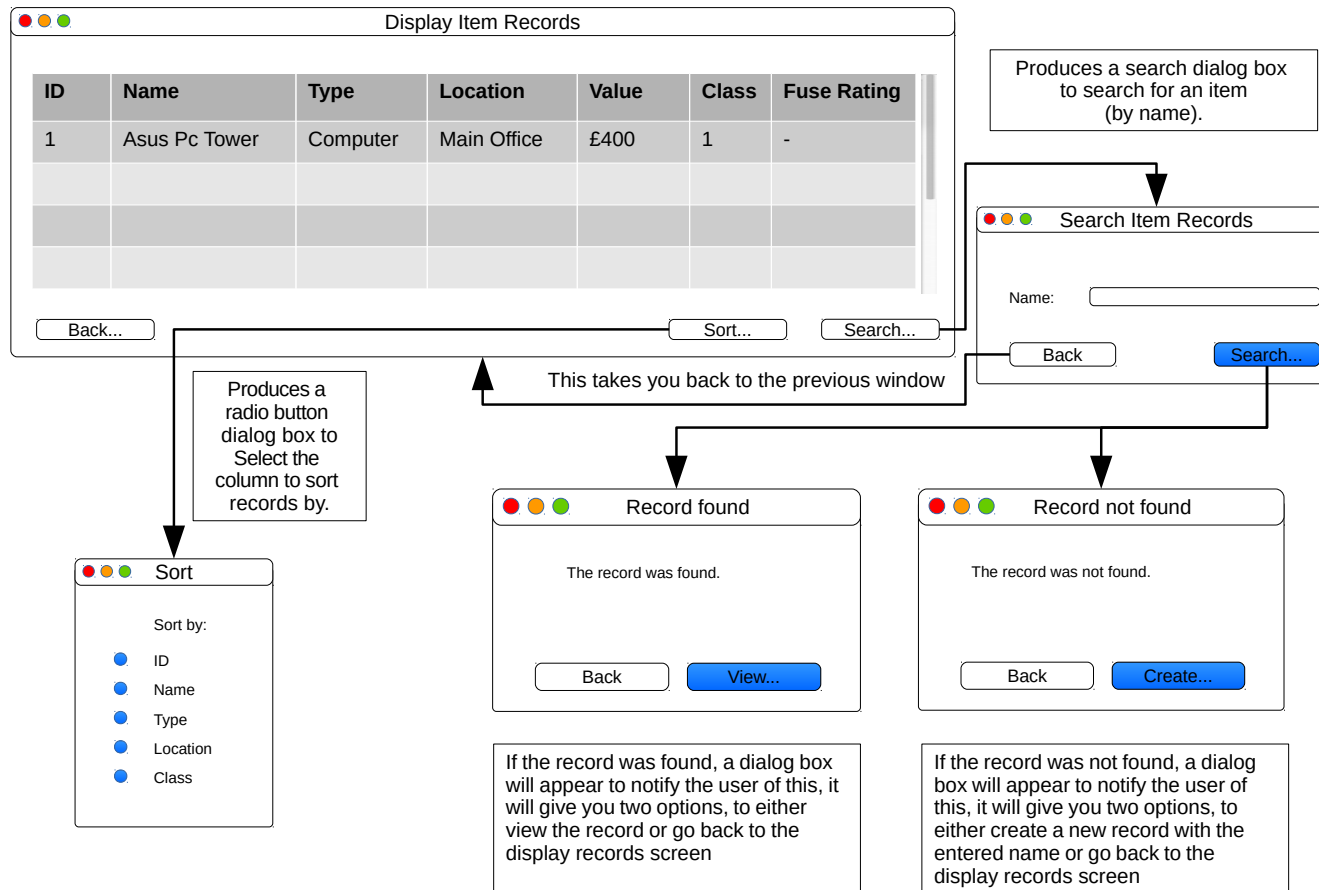 Display Item Records
ID Name Type Location Value Class Fuse Rating
1 Asus Pc Tower Computer Main Office £400 1 -
Back... Sort... Search...
Produces a search dialog box
to search for an item
(by name).
Search Item Records
Name:
Back Search...
This takes you back to the previous window
Produces a
radio button
dialog box to
Select the
column to sort
records by.
Sort
Sort by:
ID
Name
Type
Location
Class
Record found
The record was found.
Back View...
If the record was found, a dialog box
will appear to notify the user of this, it
will give you two options, to either
view the record or go back to the
display records screen
Record not found
The record was not found.
Back Create...
If the record was not found, a dialog
box will appear to notify the user of
this, it will give you two options, to
either create a new record with the
entered name or go back to the
display records screen